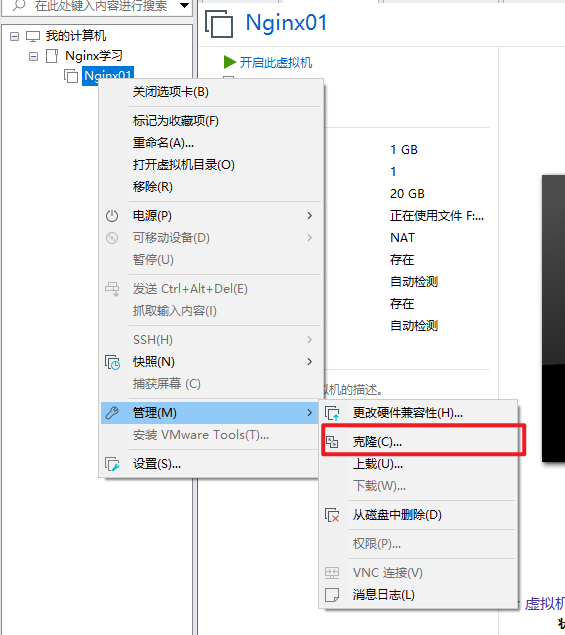 在此处键入内容进行搜索
我的计算机
Nginx学习
Nginx01
Nginx01
开启此虚拟机
1 GB
1
20 GB
正在使用文件 F:...
NAT
存在
自动检测
存在
自动检测
机的描述。
关闭选项卡(B)
标记为收藏项(F)
重命名(A)...
打开虚拟机目录(O)
移除(R)
电源(P)
可移动设备(D)
暂停(U)
发送 Ctrl+Alt+Del(E)
抓取输入内容(I)
SSH(H)
快照(N)
捕获屏幕 (C)
管理(M)
安装 VMware Tools(T)...
设置(S)...
更改硬件兼容性(H)...
克隆(C)...
上载(U)...
下载(W)...
从磁盘中删除(D)
权限(P)...
VNC 连接(V)
消息日志(L)
虚拟机